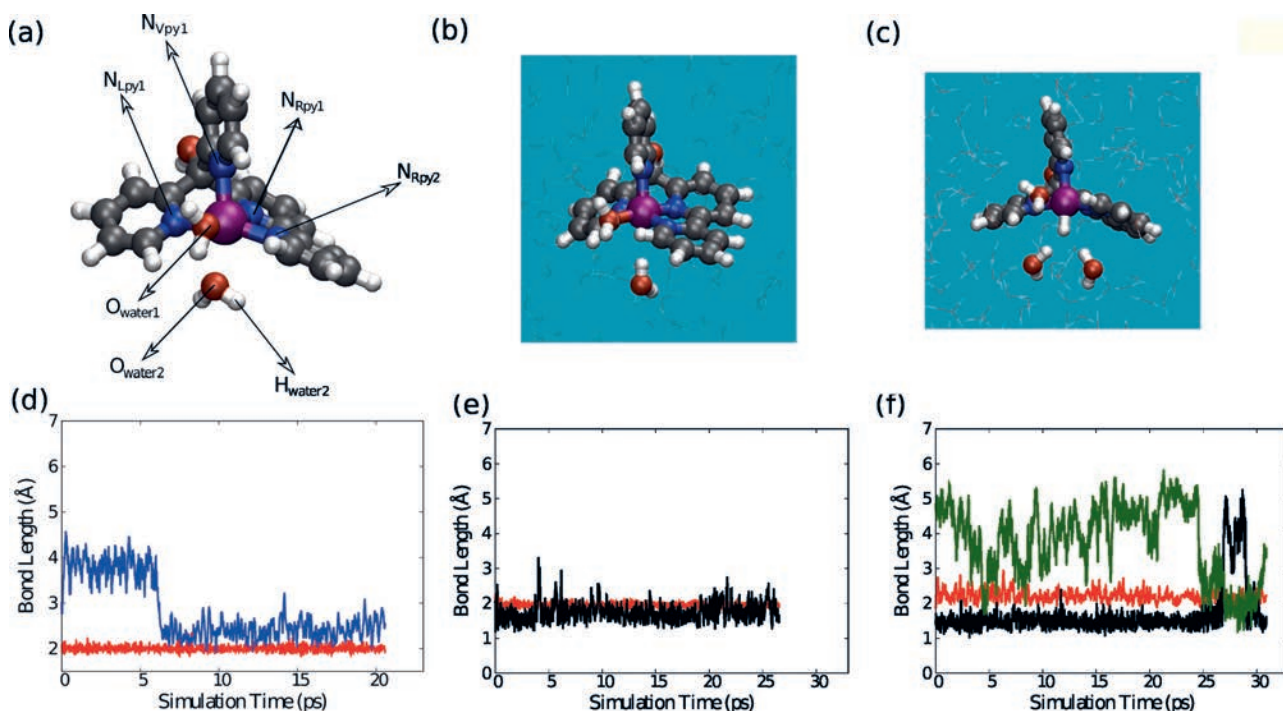 (a)
N_Vpy1
N_Lpy1
N_Rpy1
N_Rpy2
O_water1
O_water2
H_water2
(b)
(c)
(d)
7
6
5
4
3
2
Bond Length (Å)
0 5 10 15 20
Simulation Time (ps)
(e)
7
6
5
4
3
2
1
0
Bond Length (Å)
0 5 10 15 20 25 30
Simulation Time (ps)
(f)
7
6
5
4
3
2
1
0
Bond Length (Å)
0 5 10 15 20 25 30
Simulation Time (ps)